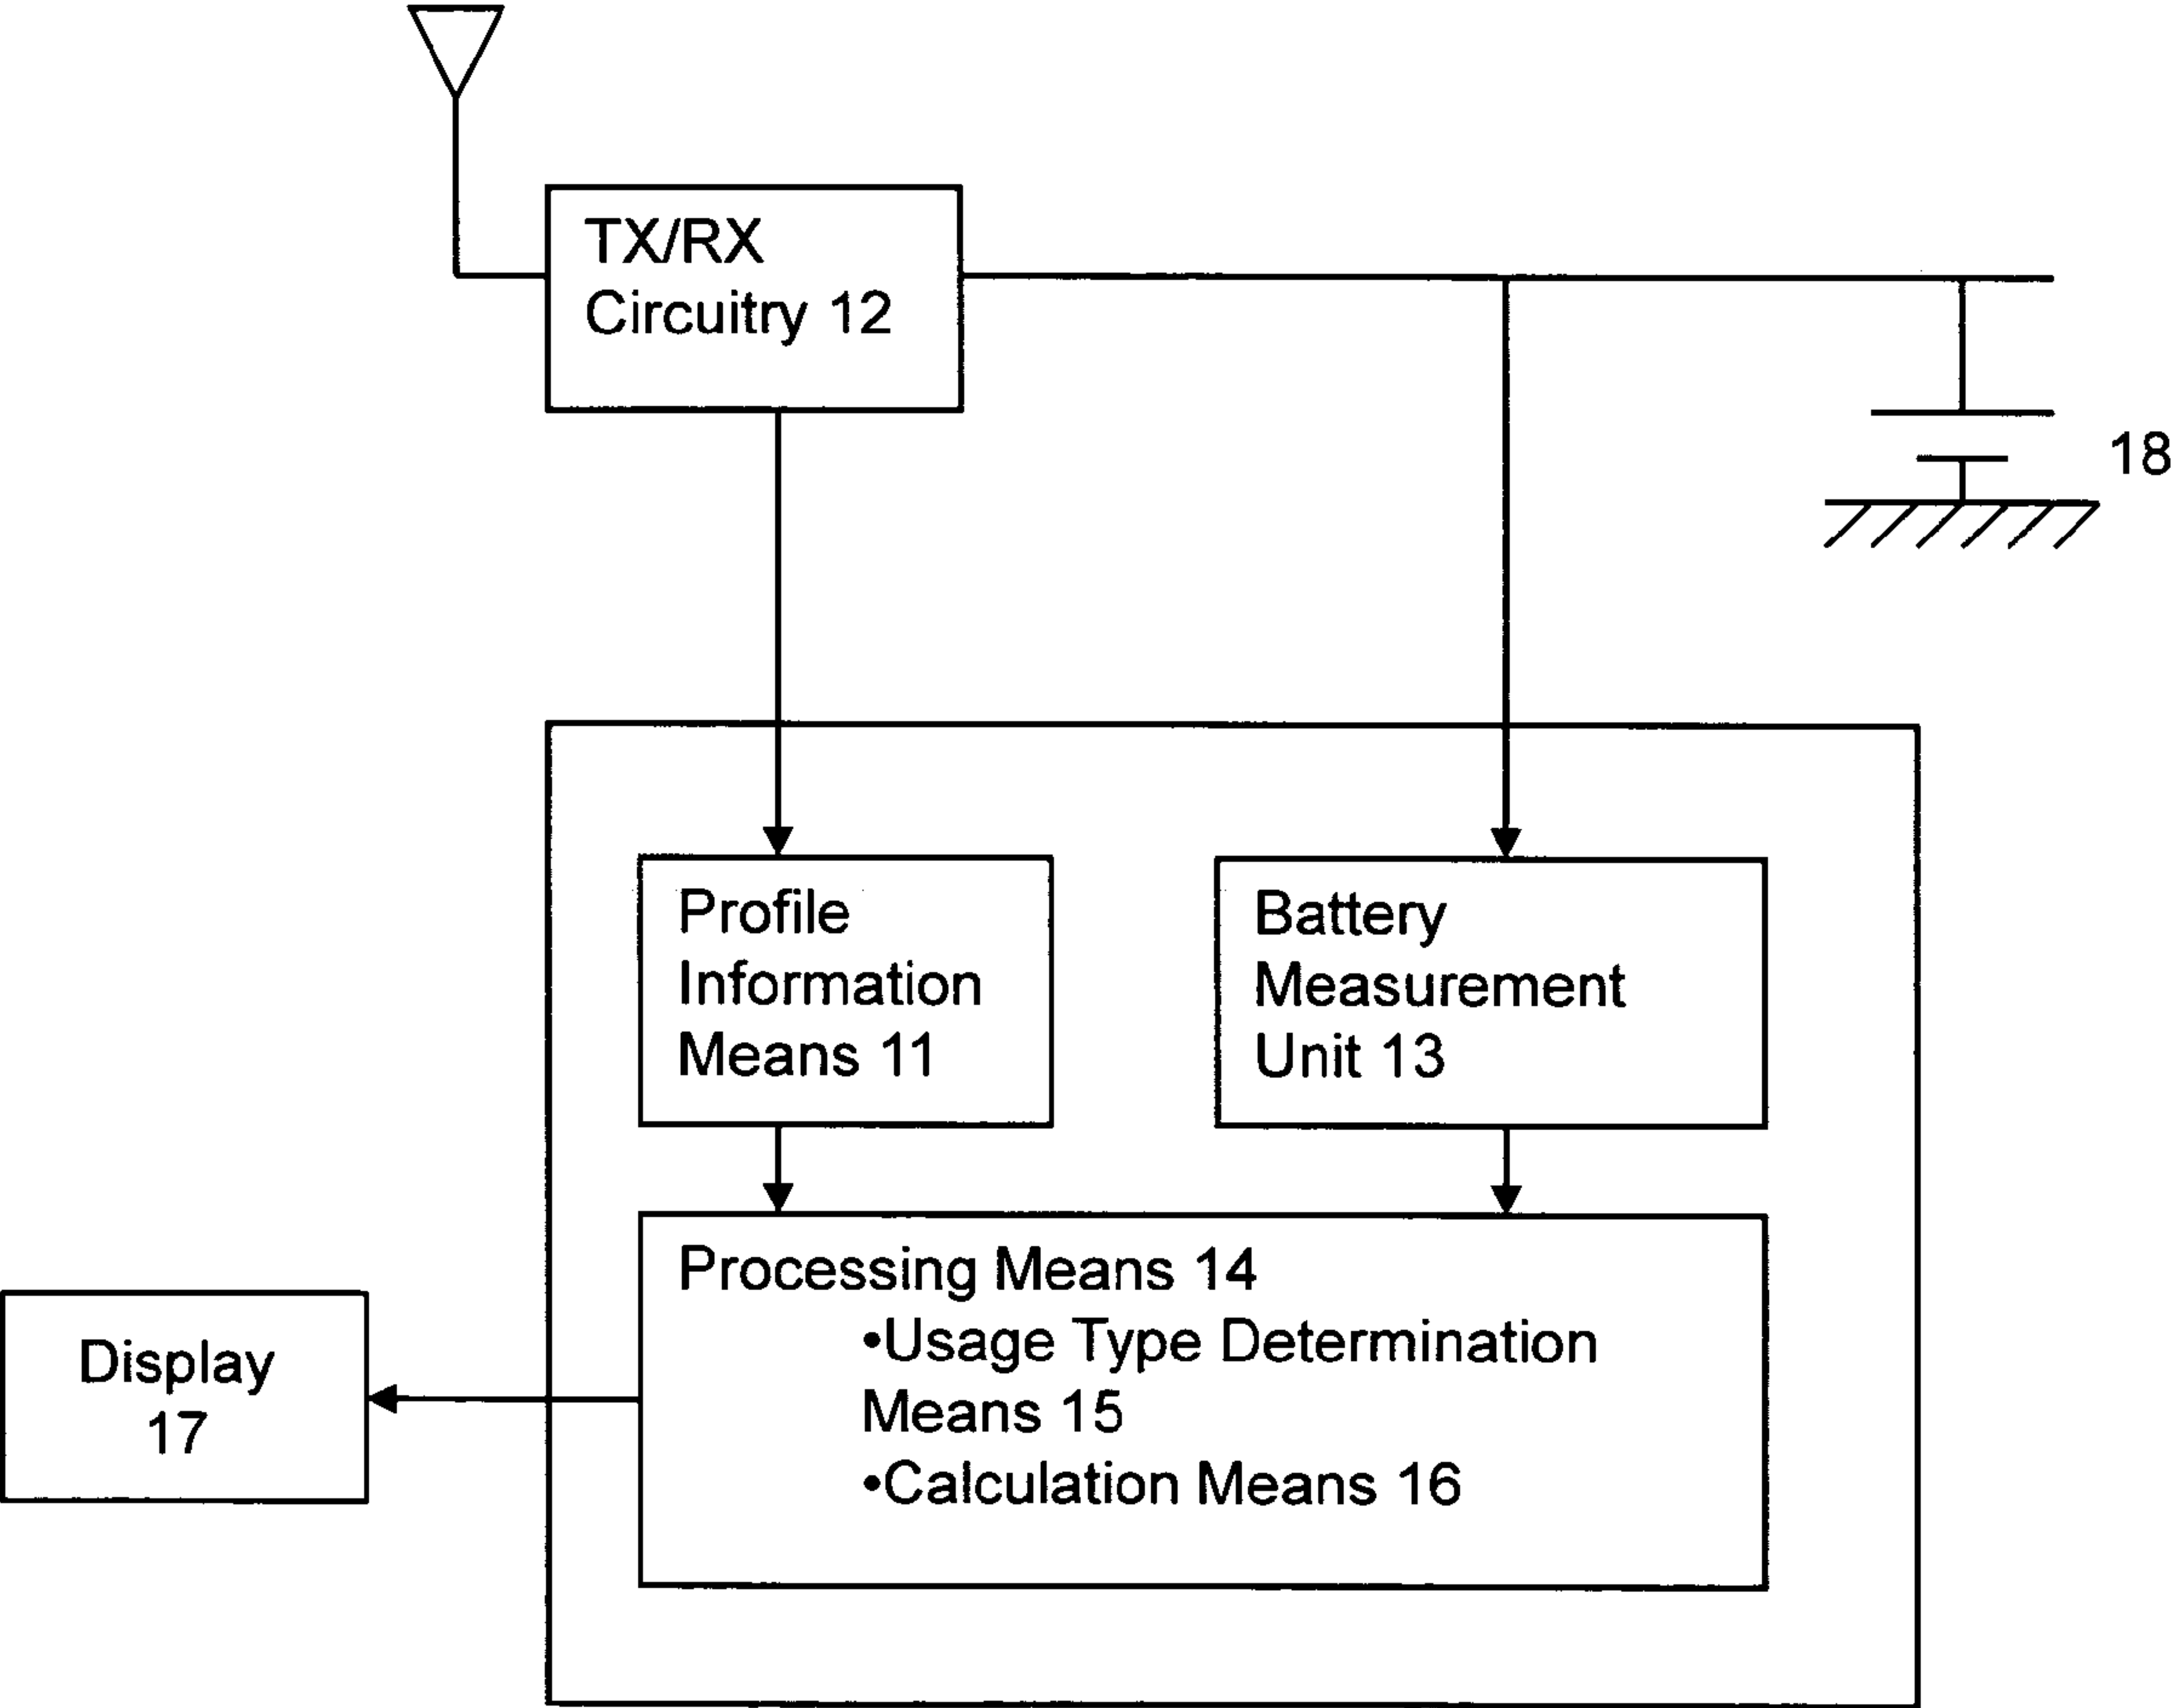 TX/RX
Circuitry 12
18
Profile
Information
Means 11
Battery
Measurement
Unit 13
Processing Means 14
•Usage Type Determination
Means 15
•Calculation Means 16
Display
17